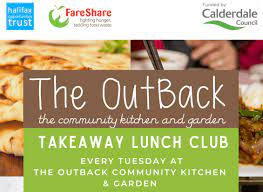 halifax
opportunities
trust
FareShare
fighting hunger,
tackling food waste
Funded by
Calderdale
Council
The OutBack
the community kitchen and garden
TAKEAWAY LUNCH CLUB
EVERY TUESDAY AT
THE OUTBACK COMMUNITY KITCHEN
& GARDEN